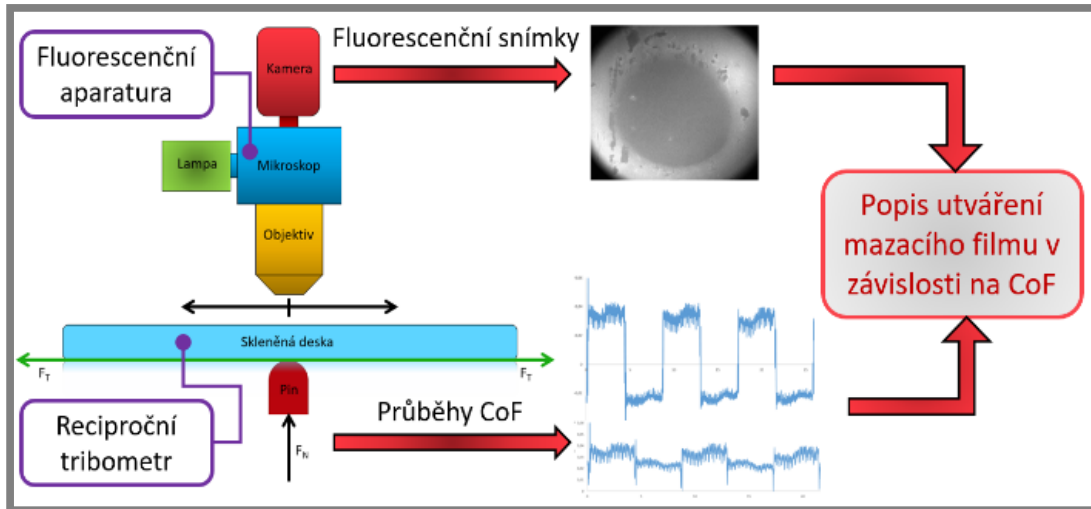 Fluorescenční
aparatura
Kamera
Lampa
Mikroskop
Objektiv
Fluorescenční snímky
Popis utváření
mazacího filmu v
závislosti na CoF
Skleněná deska
F_T
F_T
Pin
F_N
Reciproční
tribometr
Průběhy CoF